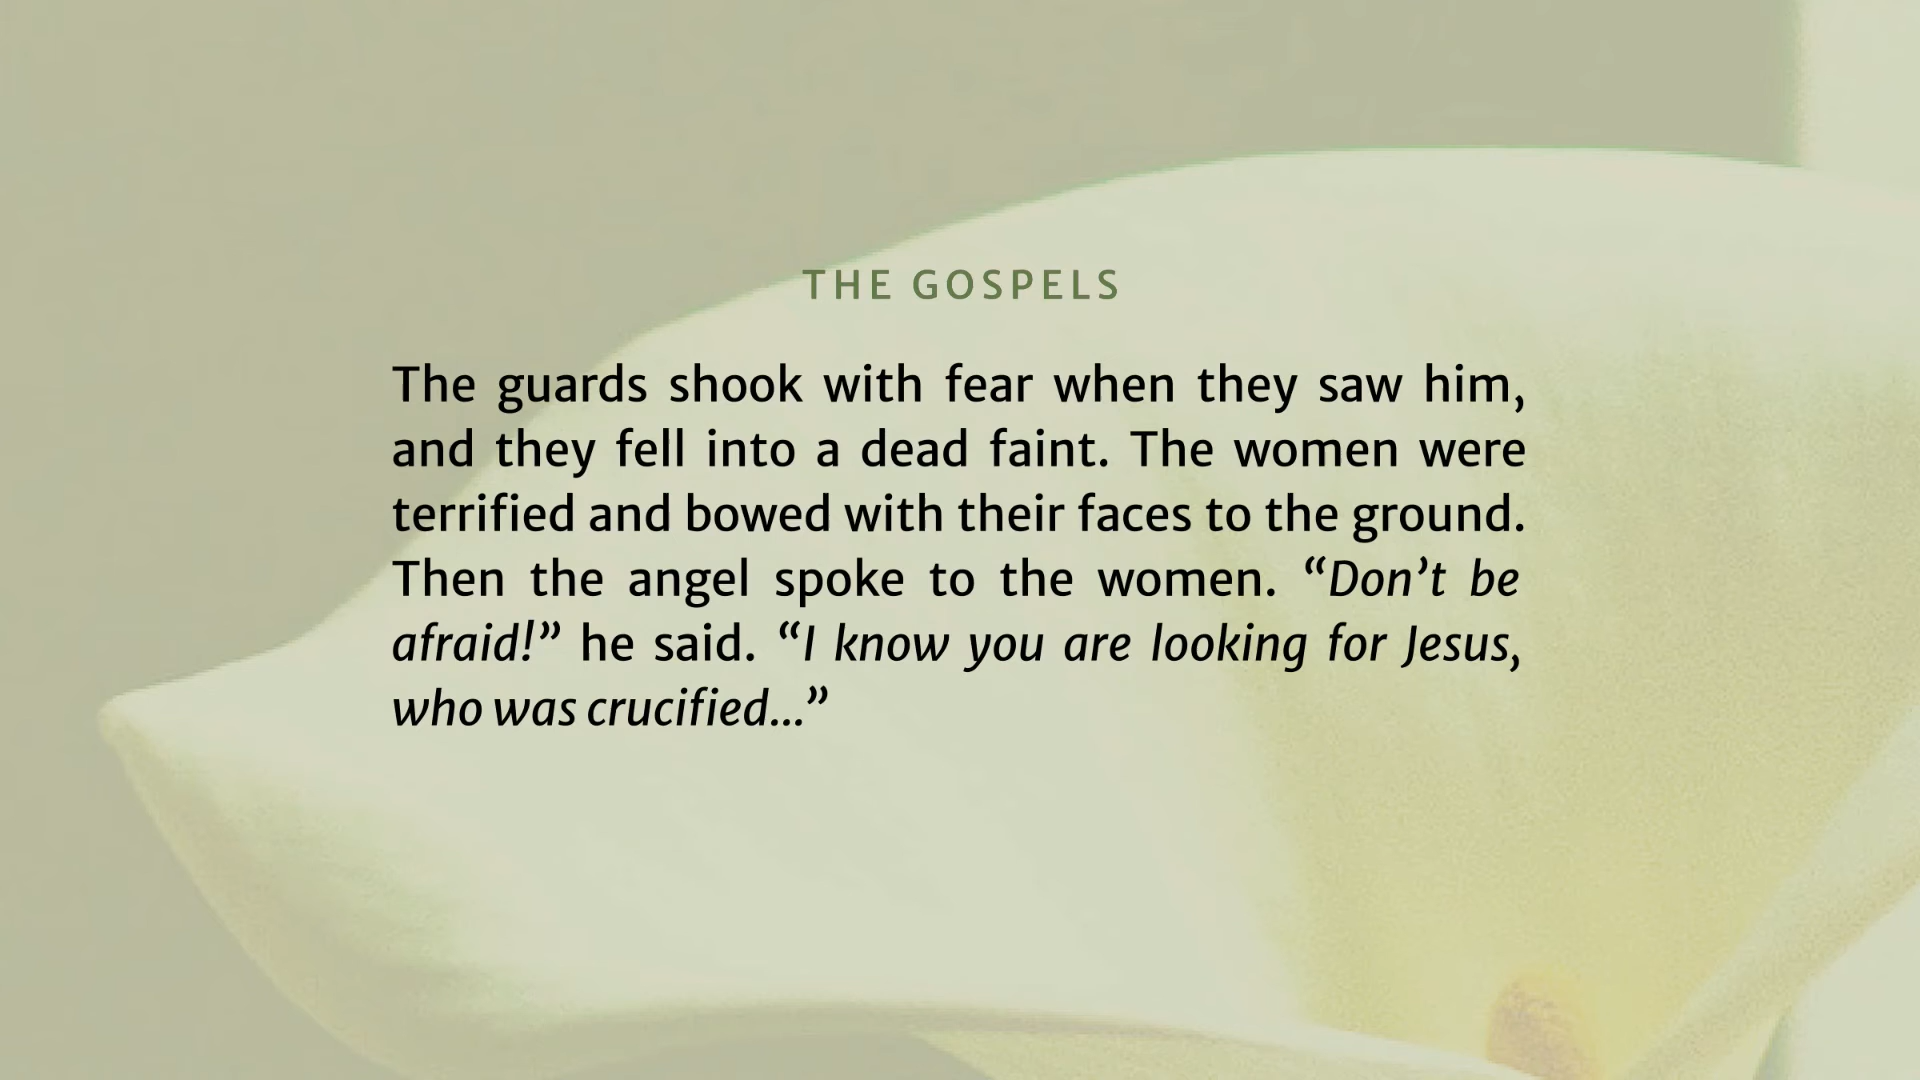 THE GOSPELS
The guards shook with fear when they saw him,
and they fell into a dead faint. The women were
terrified and bowed with their faces to the ground.
Then the angel spoke to the women. “Don’t be
afraid!” he said. “I know you are looking for Jesus,
who was crucified...”